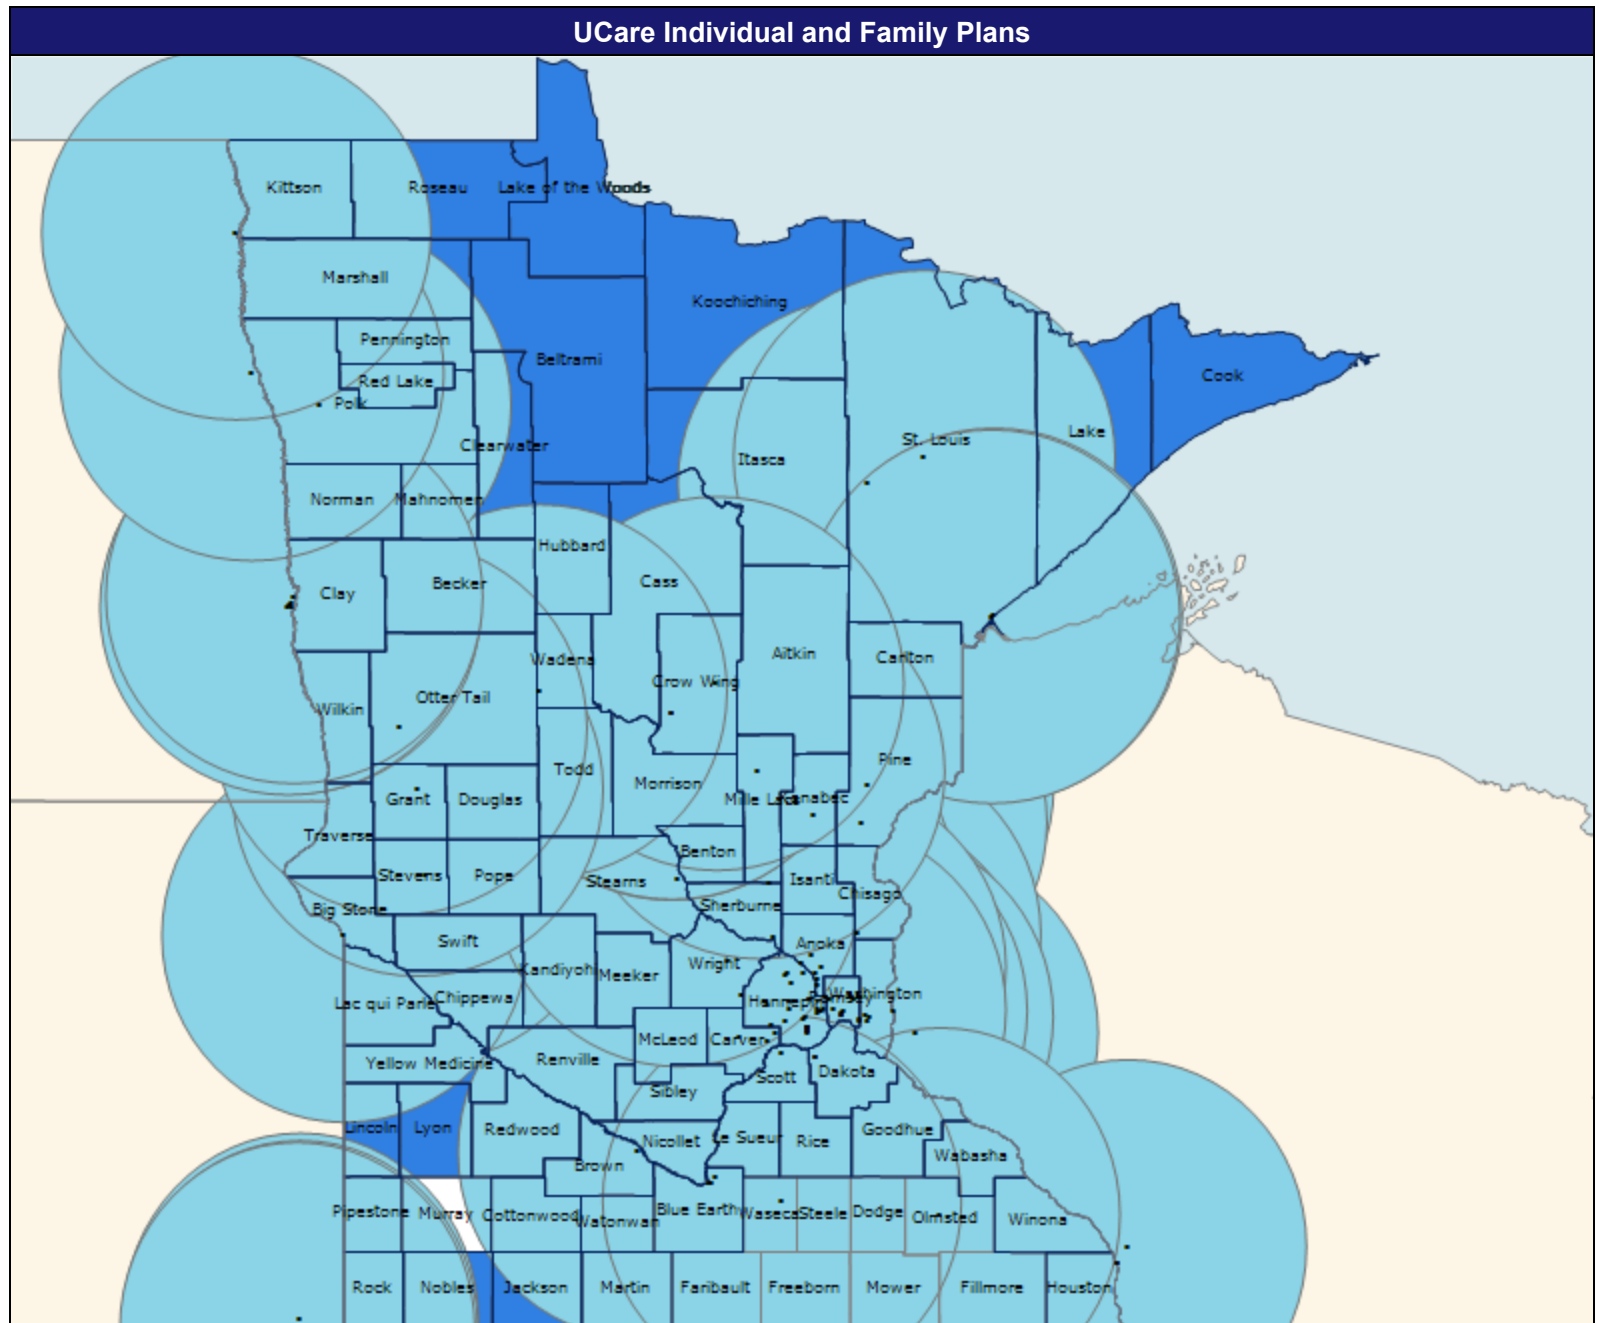 UCare Individual and Family Plans
Kittson
Roseau
Lake of the Woods
Marshall
Koochiching
Pennington
Beltrami
Red Lake
Polk
Cook
Clearwater
St. Louis
Lake
Itasca
Norman
Mahnomen
Hubbard
Cass
Becker
Clay
Wadena
Aitkin
Carlton
Crow Wing
Otter Tail
Wilkin
Todd
Pine
Morrison
Grant
Douglas
Mille Lacs
Kanabec
Traverse
Benton
Stevens
Pope
Stearns
Isanti
Chisago
Big Stone
Sherburne
Swift
Anoka
Kandiyohi
Meeker
Wright
Lac qui Parle
Chippewa
Hennepin
Ramsey
Washington
McLeod
Carver
Yellow Medicine
Renville
Scott
Dakota
Sibley
Lincoln
Lyon
Redwood
Nicollet
Le Sueur
Rice
Goodhue
Wabasha
Brown
Pipestone
Murray
Cottonwood
Watonwan
Blue Earth
Waseca
Steele
Dodge
Olmsted
Winona
Rock
Nobles
Jackson
Martin
Faribault
Freeborn
Mower
Fillmore
Houston